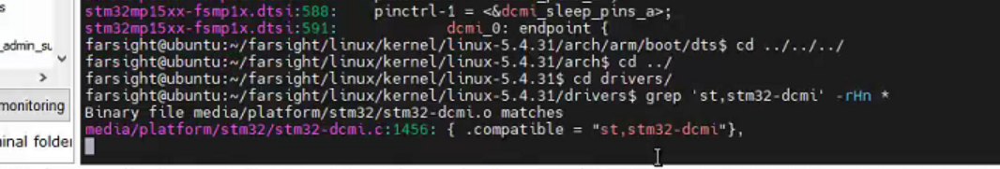 s
_admin_su
monitoring
inal folder
stm32mp15xx-fsmp1x.dtsi:588:    pinctrl-1 = <&dcmi_sleep_pins_a>;
stm32mp15xx-fsmp1x.dtsi:591:            dcmi_0: endpoint {
farsight@ubuntu:~/farsight/linux/kernel/linux-5.4.31/arch/arm/boot/dts$ cd ../../../
farsight@ubuntu:~/farsight/linux/kernel/linux-5.4.31/arch$ cd ../
farsight@ubuntu:~/farsight/linux/kernel/linux-5.4.31$ cd drivers/
farsight@ubuntu:~/farsight/linux/kernel/linux-5.4.31/drivers$ grep 'st,stm32-dcmi' -rHn *
Binary file media/platform/stm32/stm32-dcmi.o matches
media/platform/stm32/stm32-dcmi.c:1456: { .compatible = "st,stm32-dcmi"},